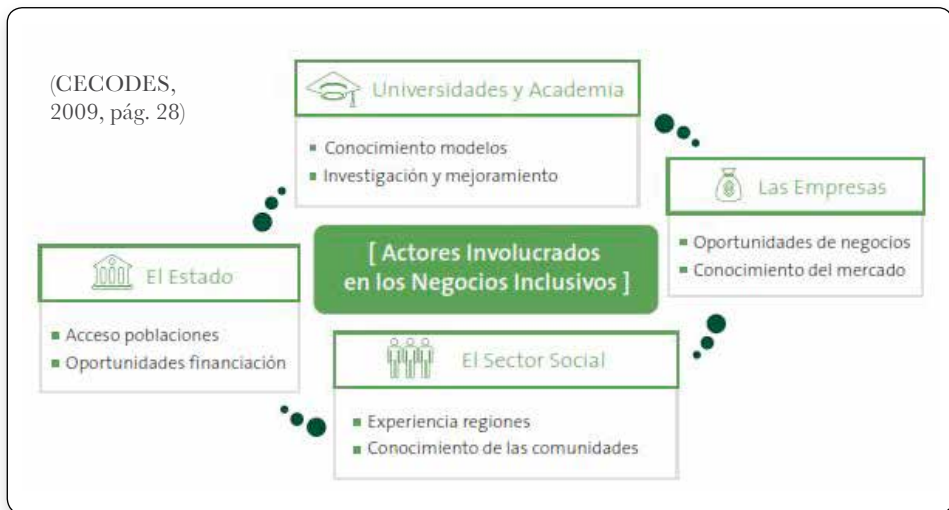 (CECODES,
2009, pág. 28)
Universidades y Academia
Conocimiento modelos
Investigación y mejoramiento
Las Empresas
Oportunidades de negocios
Conocimiento del mercado
[ Actores Involucrados
en los Negocios Inclusivos ]
El Estado
Acceso poblaciones
Oportunidades financiación
El Sector Social
Experiencia regiones
Conocimiento de las comunidades